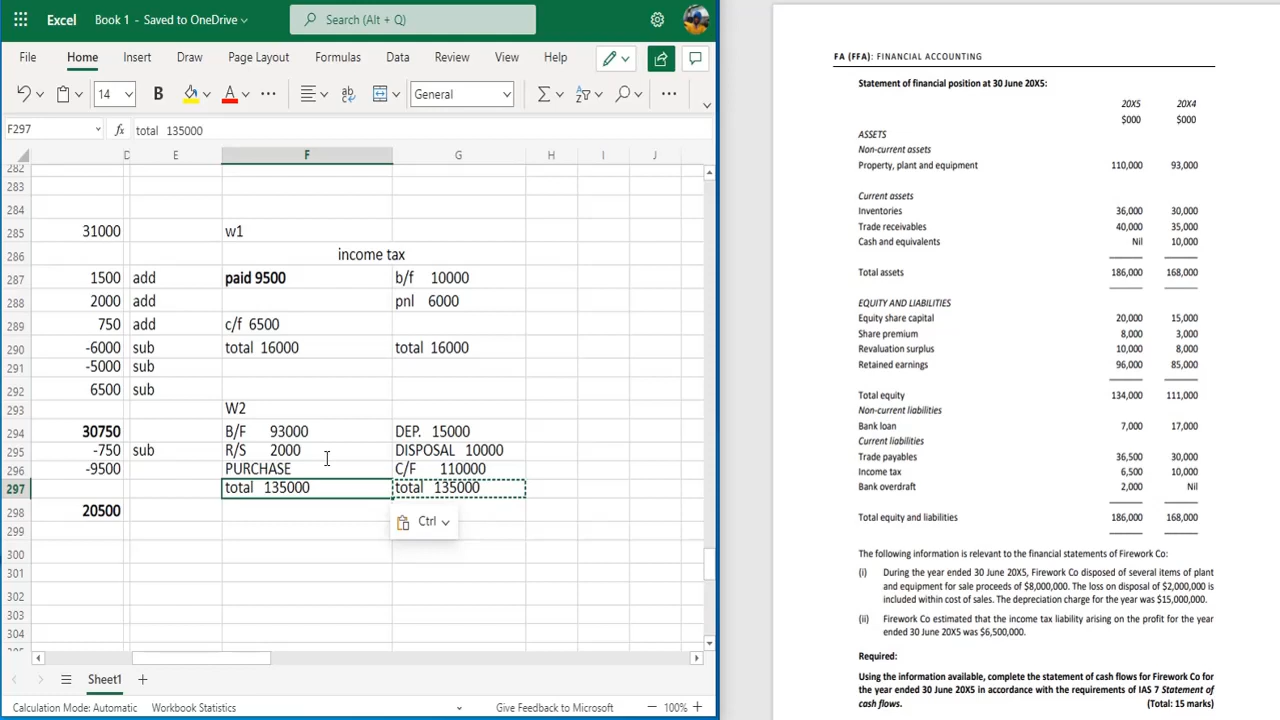 Excel Book 1 - Saved to OneDrive Search (Alt + Q)
File Home Insert Draw Page Layout Formulas Data Review View Help
14 B A General
F297 fx total 135000
D E F G H I J
282
283
284
285 31000 w1
286 income tax
287 1500 add paid 9500 b/f 10000
288 2000 add pnl 6000
289 750 add c/f 6500
290 -6000 sub total 16000 total 16000
291 -5000 sub
292 6500 sub
293 W2
294 30750 B/F 93000 DEP. 15000
295 -750 sub R/S 2000 DISPOSAL 10000
296 -9500 PURCHASE C/F 110000
297 total 135000 total 135000
298 20500
299
300
301
302
303
304
Ctrl
Sheet1
Calculation Mode: Automatic Workbook Statistics Give Feedback to Microsoft 100%
FA (FFA): FINANCIAL ACCOUNTING
Statement of financial position at 30 June 20X5:
20X5 20X4
$000 $000
ASSETS
Non-current assets
Property, plant and equipment 110,000 93,000
Current assets
Inventories 36,000 30,000
Trade receivables 40,000 35,000
Cash and equivalents Nil 10,000
Total assets 186,000 168,000
EQUITY AND LIABILITIES
Equity share capital 20,000 15,000
Share premium 8,000 3,000
Revaluation surplus 10,000 8,000
Retained earnings 96,000 85,000
Total equity 134,000 111,000
Non-current liabilities
Bank loan 7,000 17,000
Current liabilities
Trade payables 36,500 30,000
Income tax 6,500 10,000
Bank overdraft 2,000 Nil
Total equity and liabilities 186,000 168,000
The following information is relevant to the financial statements of Firework Co:
(i) During the year ended 30 June 20X5, Firework Co disposed of several items of plant
and equipment for sale proceeds of $8,000,000. The loss on disposal of $2,000,000 is
included within cost of sales. The depreciation charge for the year was $15,000,000.
(ii) Firework Co estimated that the income tax liability arising on the profit for the year
ended 30 June 20X5 was $6,500,000.
Required:
Using the information available, complete the statement of cash flows for Firework Co for
the year ended 30 June 20X5 in accordance with the requirements of IAS 7 Statement of
cash flows. (Total: 15 marks)